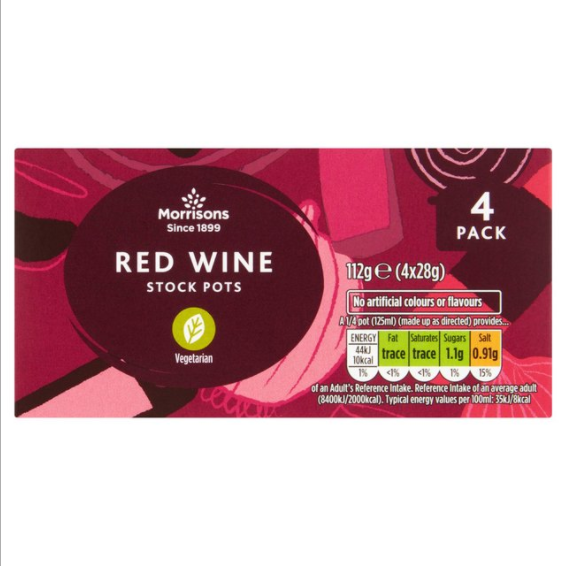 Morrisons
Since 1899
RED WINE
STOCK POTS
Vegetarian
4
PACK
112g e (4x28g)
No artificial colours or flavours
A 1/4 pot (125ml) (made up as directed) provides...
ENERGY Fat Saturates Sugars Salt
44kJ
10kcal trace trace 1.1g 0.91g
1% <1% <1% 1% 15%
of an Adult's Reference Intake. Reference Intake of an average adult
(8400kJ/2000kcal). Typical energy values per 100ml: 35kJ/8kcal